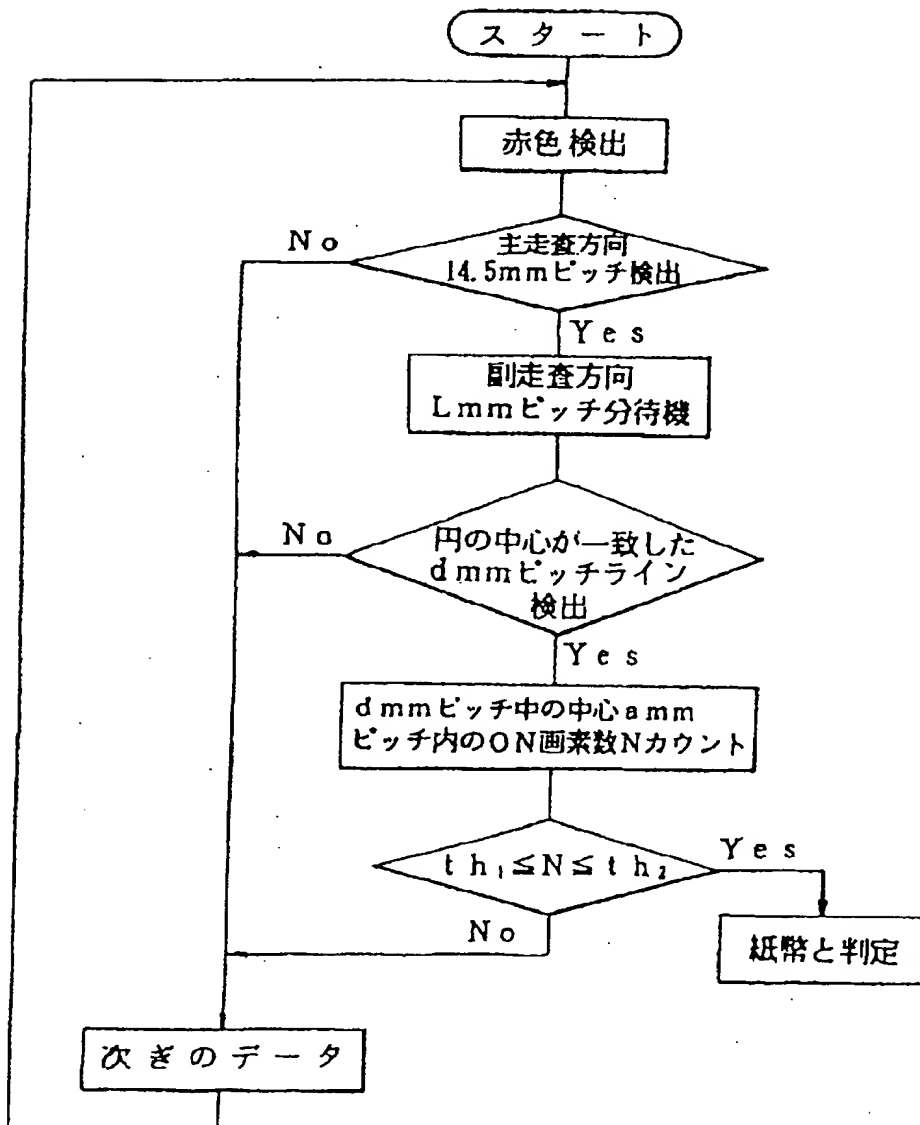 スタート
赤色検出
No
主走査方向
14.5mmピッチ検出
Yes
副走査方向
Lmmピッチ分待機
No
円の中心が一致した
dmmピッチライン
検出
Yes
dmmピッチ中の中心amm
ピッチ内のON画素数Nカウント
th₁≦N≦th₂
Yes
No
紙幣と判定
次ぎのデータ